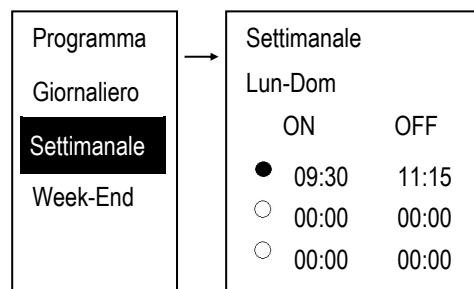 Programma
Giornaliero
Settimanale
Week-End
Settimanale
Lun-Dom
ON OFF
09:30 11:15
00:00 00:00
00:00 00:00